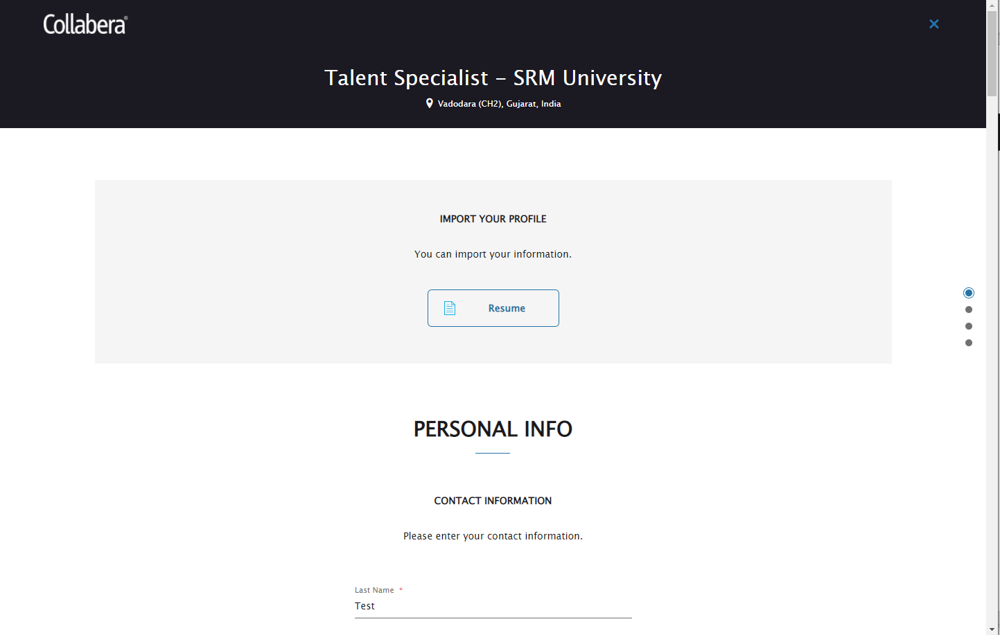 Collabera®
Talent Specialist - SRM University
Vadodara (CH2), Gujarat, India
IMPORT YOUR PROFILE
You can import your information.
Resume
PERSONAL INFO
CONTACT INFORMATION
Please enter your contact information.
Last Name *
Test